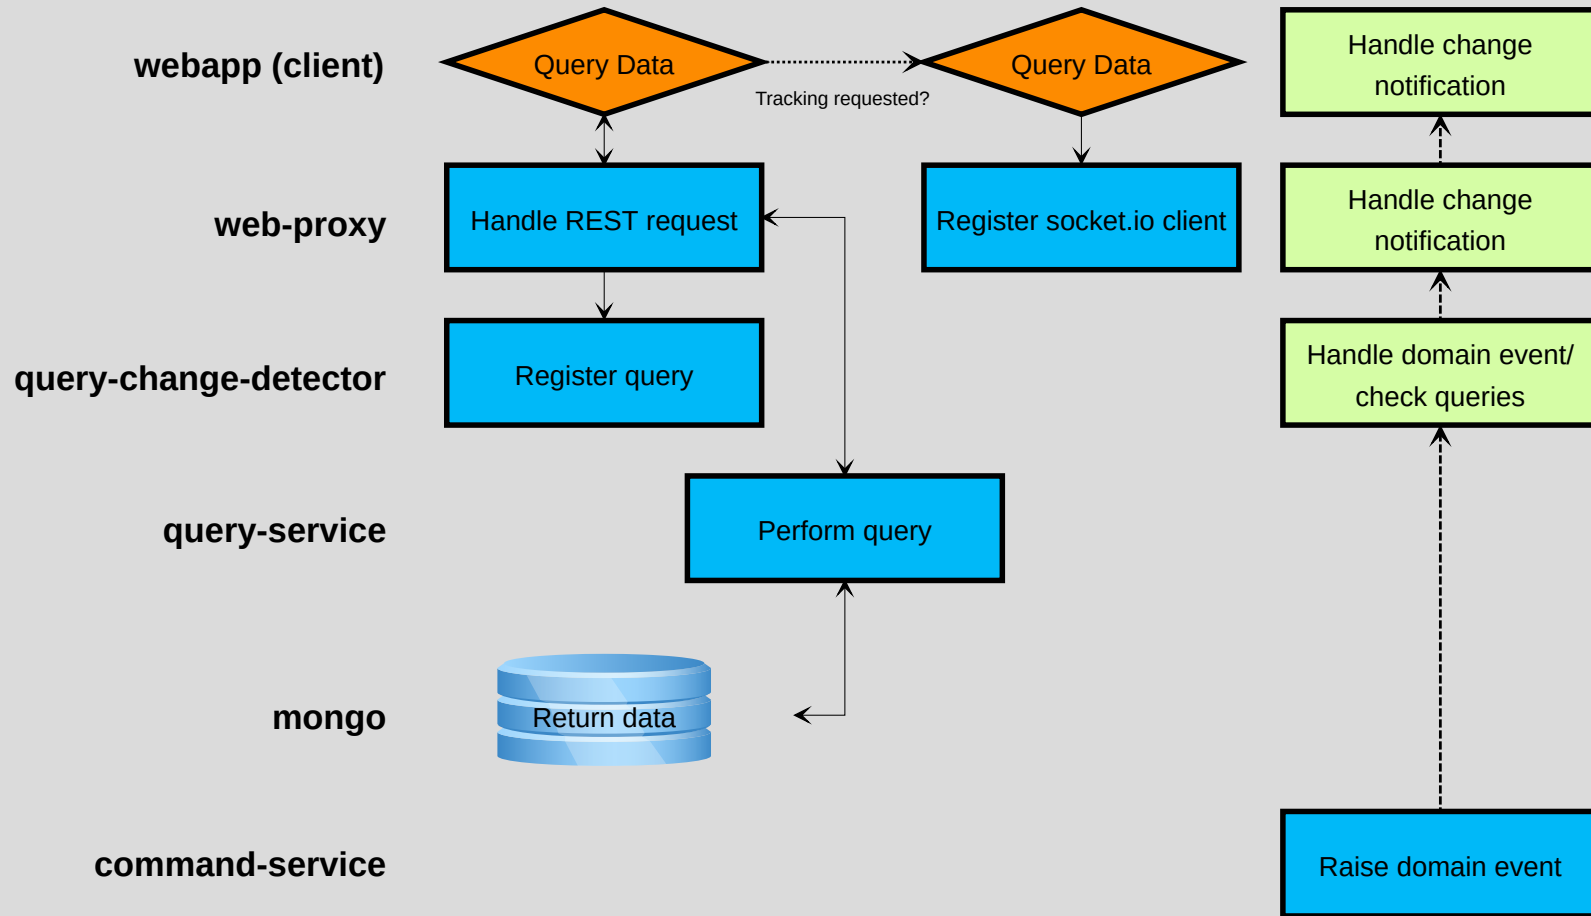 webapp (client)
Query Data
Tracking requested?
Query Data
Handle change
notification
web-proxy
Handle REST request
Register socket.io client
Handle change
notification
query-change-detector
Register query
Handle domain event/
check queries
query-service
Perform query
mongo
Return data
command-service
Raise domain event